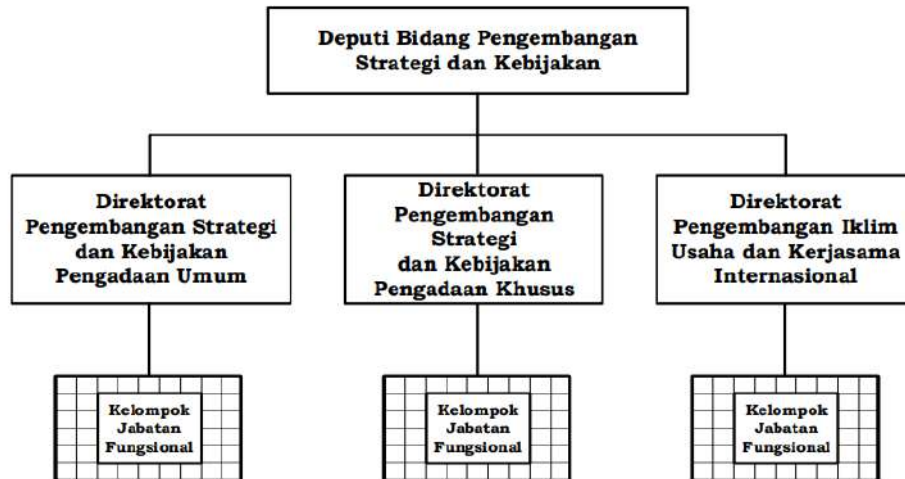 Deputi Bidang Pengembangan
Strategi dan Kebijakan
Direktorat
Pengembangan Strategi
dan Kebijakan
Pengadaan Umum
Direktorat
Pengembangan
Strategi
dan Kebijakan
Pengadaan Khusus
Direktorat
Pengembangan Iklim
Usaha dan Kerjasama
Internasional
Kelompok
Jabatan
Fungsional
Kelompok
Jabatan
Fungsional
Kelompok
Jabatan
Fungsional